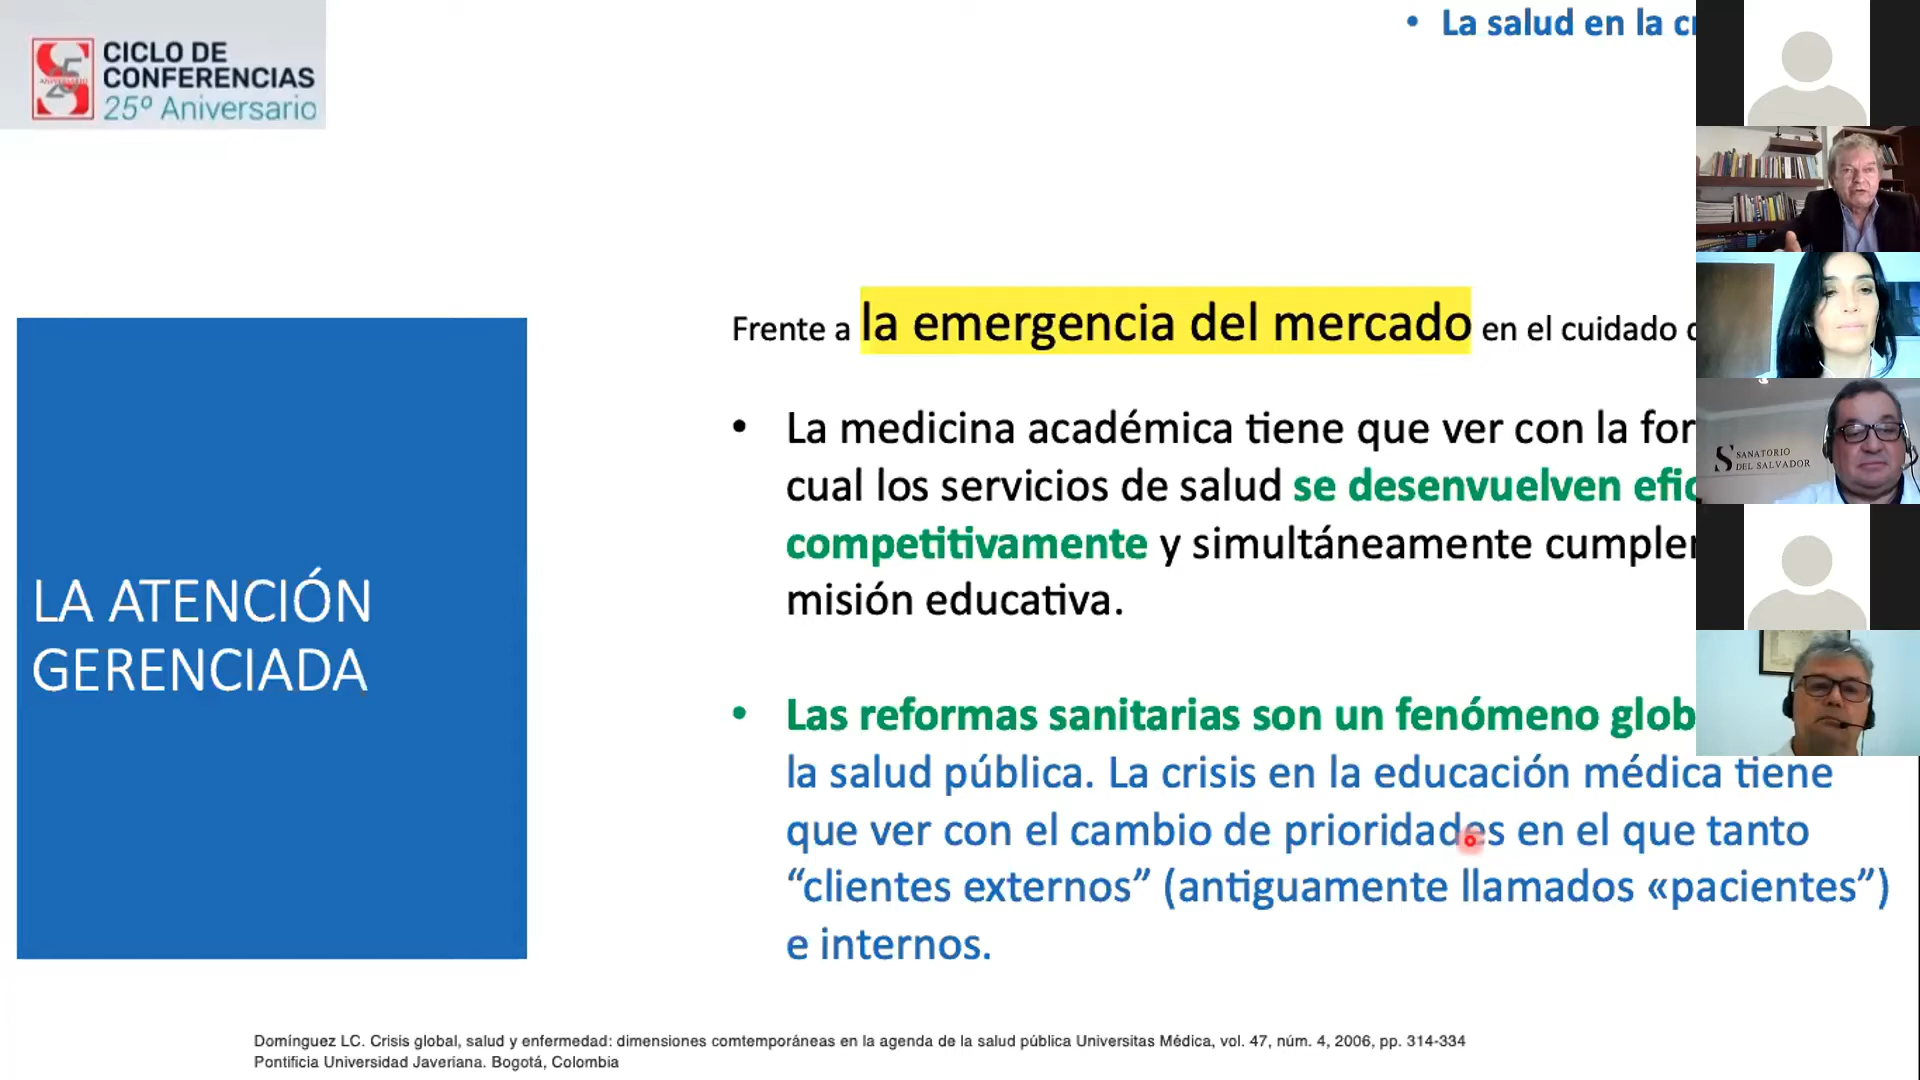 CICLO DE
CONFERENCIAS
25º Aniversario
• La salud en la
LA ATENCIÓN
GERENCIADA
Frente a la emergencia del mercado en el cuidado
• La medicina académica tiene que ver con la
cual los servicios de salud se desenvuelven
competitivamente y simultáneamente
misión educativa.
• Las reformas sanitarias son un fenómeno
la salud pública. La crisis en la educación médica tiene
que ver con el cambio de prioridades en el que tanto
“clientes externos” (antiguamente llamados «pacientes”)
e internos.
Domínguez LC. Crisis global, salud y enfermedad: dimensiones comtemporáneas en la agenda de la salud pública Universitas Médica, vol. 47, núm. 4, 2006, pp. 314-334
Pontificia Universidad Javeriana. Bogotá, Colombia
S SANATORIO
DEL SALVADOR